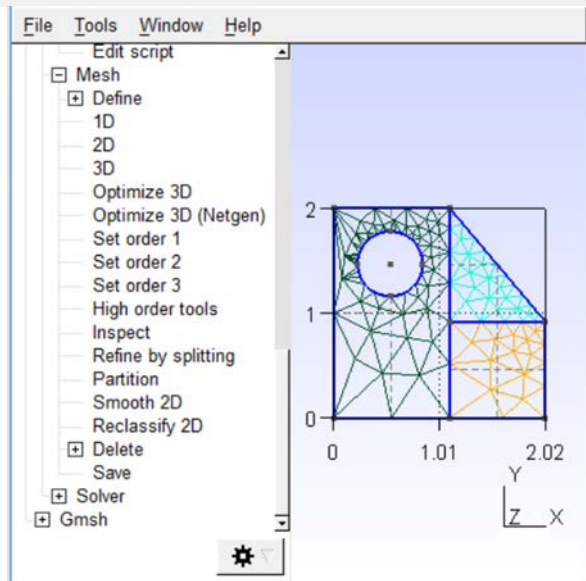 File Tools Window Help
Edit script
Mesh
Define
1D
2D
3D
Optimize 3D
Optimize 3D (Netgen)
Set order 1
Set order 2
Set order 3
High order tools
Inspect
Refine by splitting
Partition
Smooth 2D
Reclassify 2D
Delete
Save
Solver
Gmsh
2
1
0
0 1.01 2.02
Y
Z X